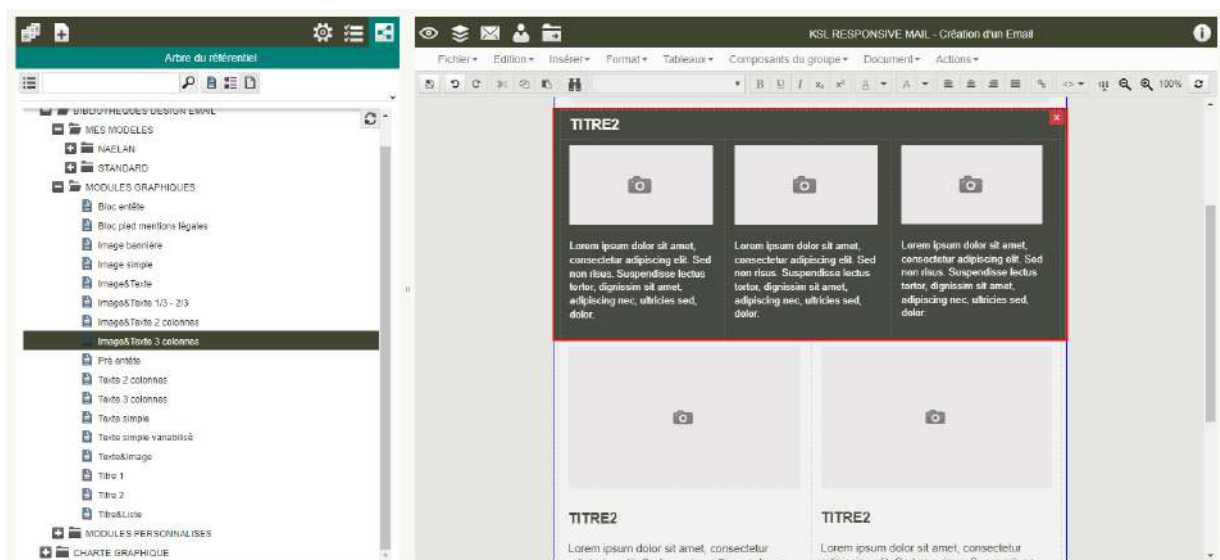 KSL RESPONSIVE MAIL - Création d'un Email
Arbre du référentiel
Fichier Edition Insérer Format Tableaux Composants du groupe Document Actions
B U I x₂ x² A A 100%
BIBLIOTHEQUES DESIGN EMAIL
MES MODELES
NAELAN
STANDARD
MODULES GRAPHIQUES
Bloc entête
Bloc pied mentions légales
Image bannière
Image simple
Image&Texte
Image&Texte 1/3 - 2/3
Image&Texte 2 colonnes
Image&Texte 3 colonnes
Pré entête
Texte 2 colonnes
Texte 3 colonnes
Texte simple
Texte simple variabilisé
Texte&Image
Titre 1
Titre 2
Titre&Liste
MODULES PERSONNALISES
CHARTE GRAPHIQUE
TITRE2
Lorem ipsum dolor sit amet,
consectetur adipiscing elit. Sed
non risus. Suspendisse lectus
tortor, dignissim sit amet,
adipiscing nec, ultricies sed,
dolor.
Lorem ipsum dolor sit amet,
consectetur adipiscing elit. Sed
non risus. Suspendisse lectus
tortor, dignissim sit amet,
adipiscing nec, ultricies sed,
dolor.
Lorem ipsum dolor sit amet,
consectetur adipiscing elit. Sed
non risus. Suspendisse lectus
tortor, dignissim sit amet,
adipiscing nec, ultricies sed,
dolor.
TITRE2
Lorem ipsum dolor sit amet, consectetur
TITRE2
Lorem ipsum dolor sit amet, consectetur